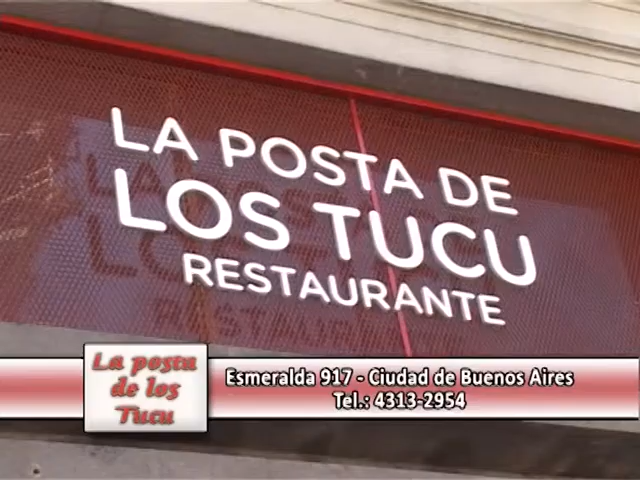 LA POSTA DE
LOS TUCU
RESTAURANTE
La posta
de los
Tucu
Esmeralda 917 - Ciudad de Buenos Aires
Tel.: 4313-2954